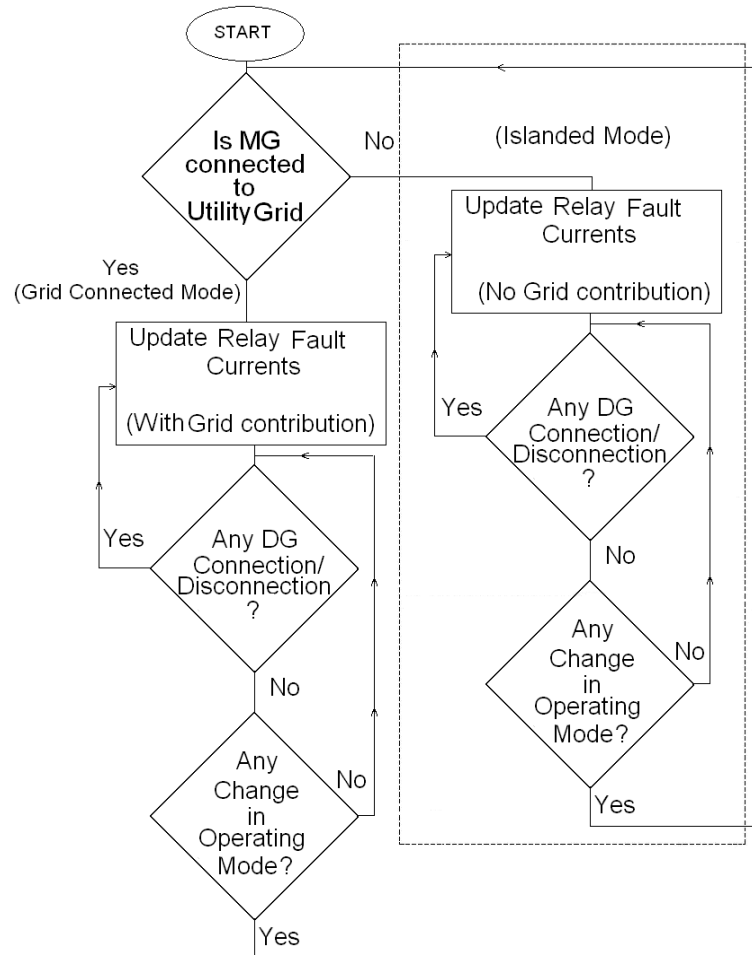 START
Is MG
connected
to
Utility Grid
No
(Islanded Mode)
Yes
(Grid Connected Mode)
Update Relay Fault
Currents
(With Grid contribution)
Yes
Any DG
Connection/
Disconnection
?
No
Any
Change
in
Operating
Mode?
No
Yes
Update Relay Fault
Currents
(No Grid contribution)
Yes
Any DG
Connection/
Disconnection
?
No
Any
Change
in
Operating
Mode?
No
Yes